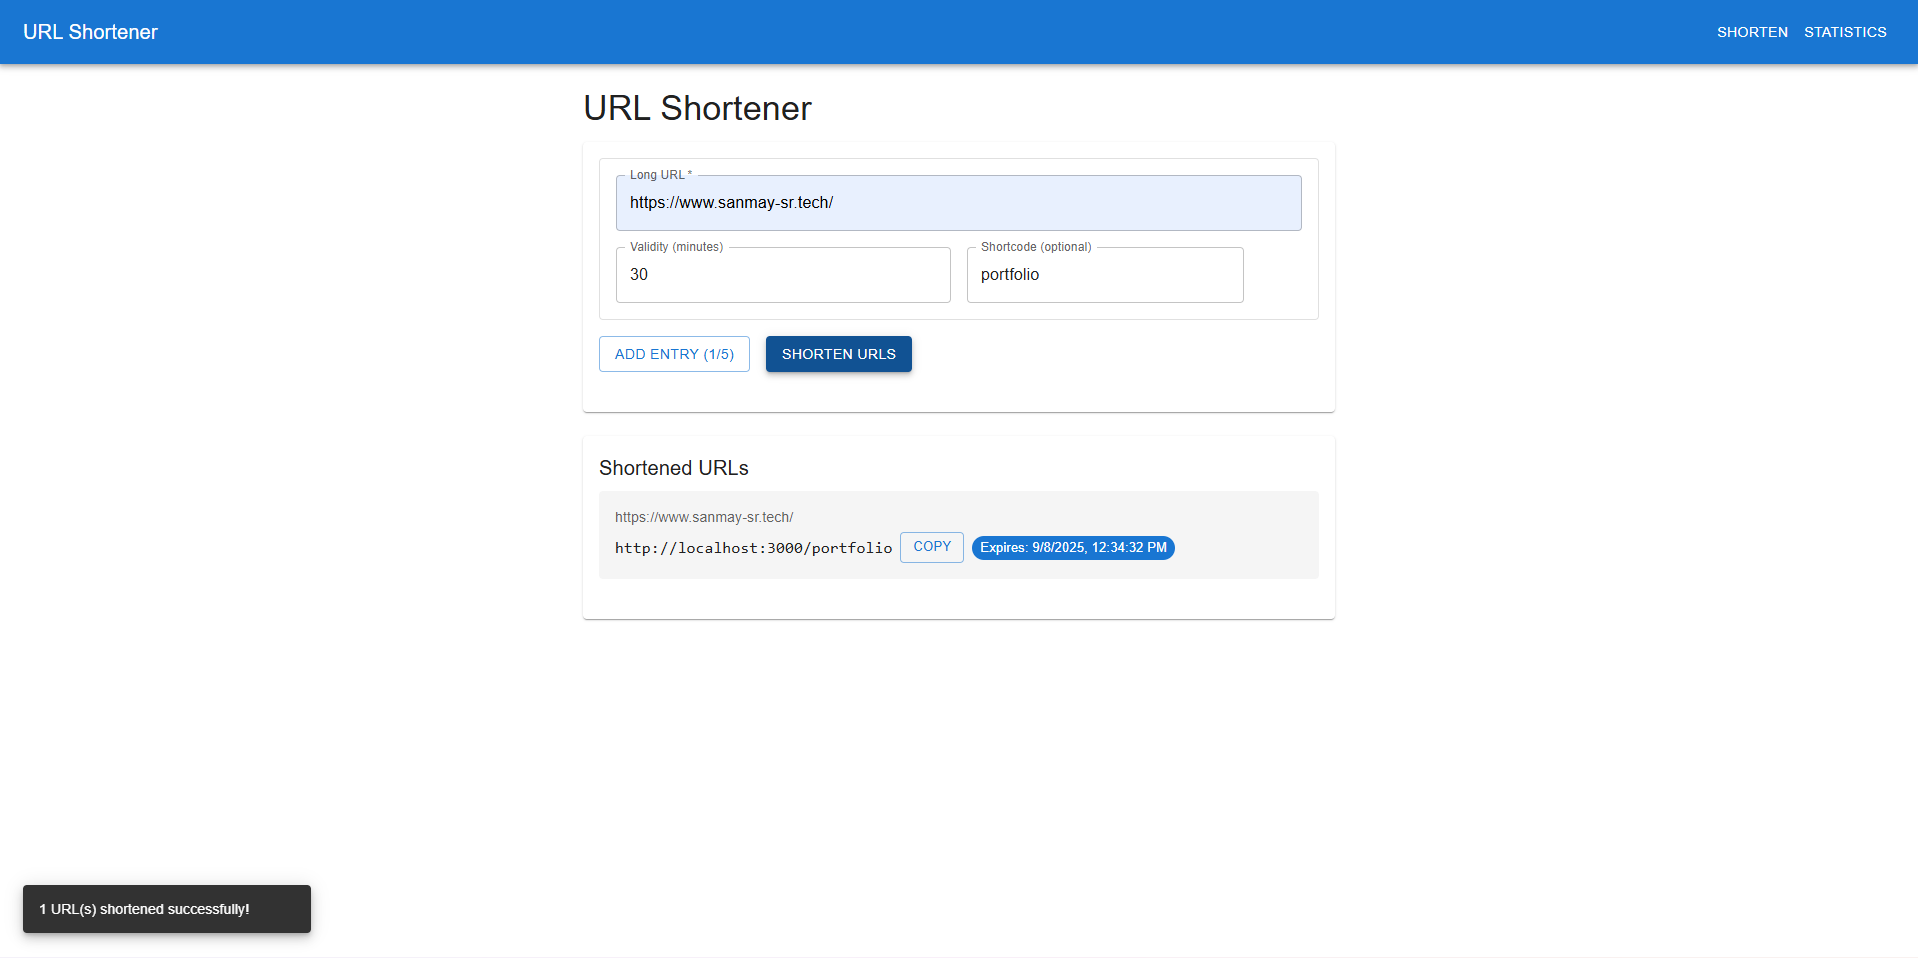 URL Shortener
SHORTEN STATISTICS
URL Shortener
Long URL *
https://www.sanmay-sr.tech/
Validity (minutes)
30
Shortcode (optional)
portfolio
ADD ENTRY (1/5)
SHORTEN URLS
Shortened URLs
https://www.sanmay-sr.tech/
http://localhost:3000/portfolio COPY Expires: 9/8/2025, 12:34:32 PM
1 URL(s) shortened successfully!